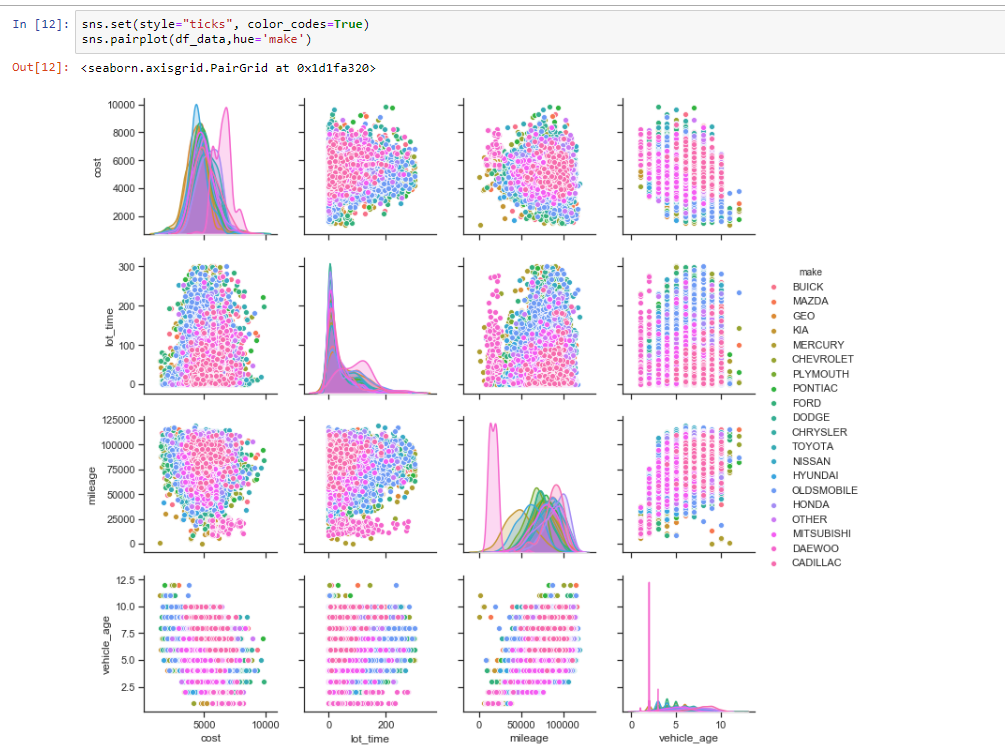 In [12]: sns.set(style="ticks", color_codes=True)
sns.pairplot(df_data,hue='make')
Out[12]: <seaborn.axisgrid.PairGrid at 0x1d1fa320>
10000
8000
6000
4000
2000
cost
300
200
100
0
lot_time
125000
100000
75000
50000
25000
0
mileage
12.5
10.0
7.5
5.0
2.5
vehicle_age
5000 10000
cost
0 200
lot_time
0 50000 100000
mileage
0 5 10
vehicle_age
make
BUICK
MAZDA
GEO
KIA
MERCURY
CHEVROLET
PLYMOUTH
PONTIAC
FORD
DODGE
CHRYSLER
TOYOTA
NISSAN
HYUNDAI
OLDSMOBILE
HONDA
OTHER
MITSUBISHI
DAEWOO
CADILLAC